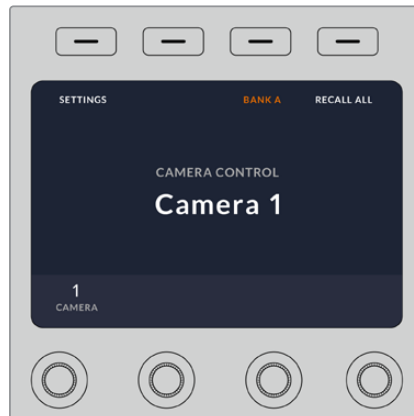 SETTINGS BANK A RECALL ALL
CAMERA CONTROL
Camera 1
1
CAMERA